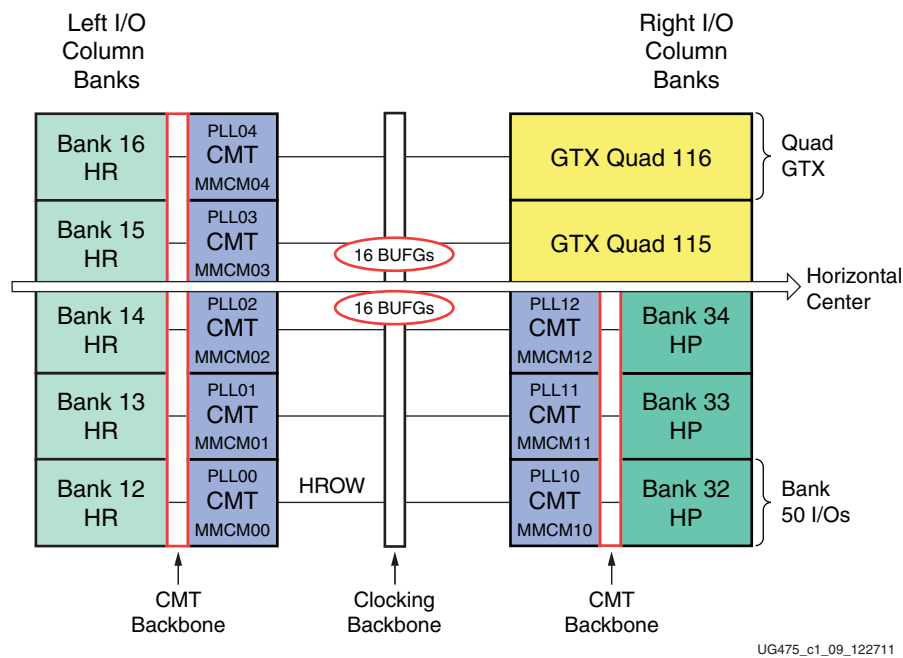 Left I/O
Column
Banks
Right I/O
Column
Banks
Bank 16
HR
PLL04
CMT
MMCM04
GTX Quad 116
Quad
GTX
Bank 15
HR
PLL03
CMT
MMCM03
16 BUFGs
GTX Quad 115
Horizontal
Center
Bank 14
HR
PLL02
CMT
MMCM02
16 BUFGs
PLL12
CMT
MMCM12
Bank 34
HP
Bank 13
HR
PLL01
CMT
MMCM01
PLL11
CMT
MMCM11
Bank 33
HP
Bank 12
HR
PLL00
CMT
MMCM00
HROW
PLL10
CMT
MMCM10
Bank 32
HP
Bank
50 I/Os
CMT
Backbone
Clocking
Backbone
CMT
Backbone
UG475_c1_09_122711